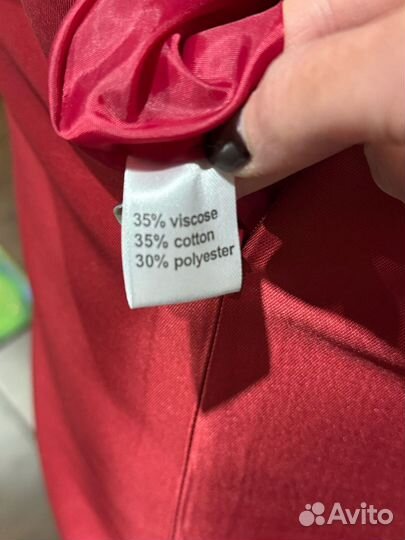 35% viscose
35% cotton
30% polyester
Avito